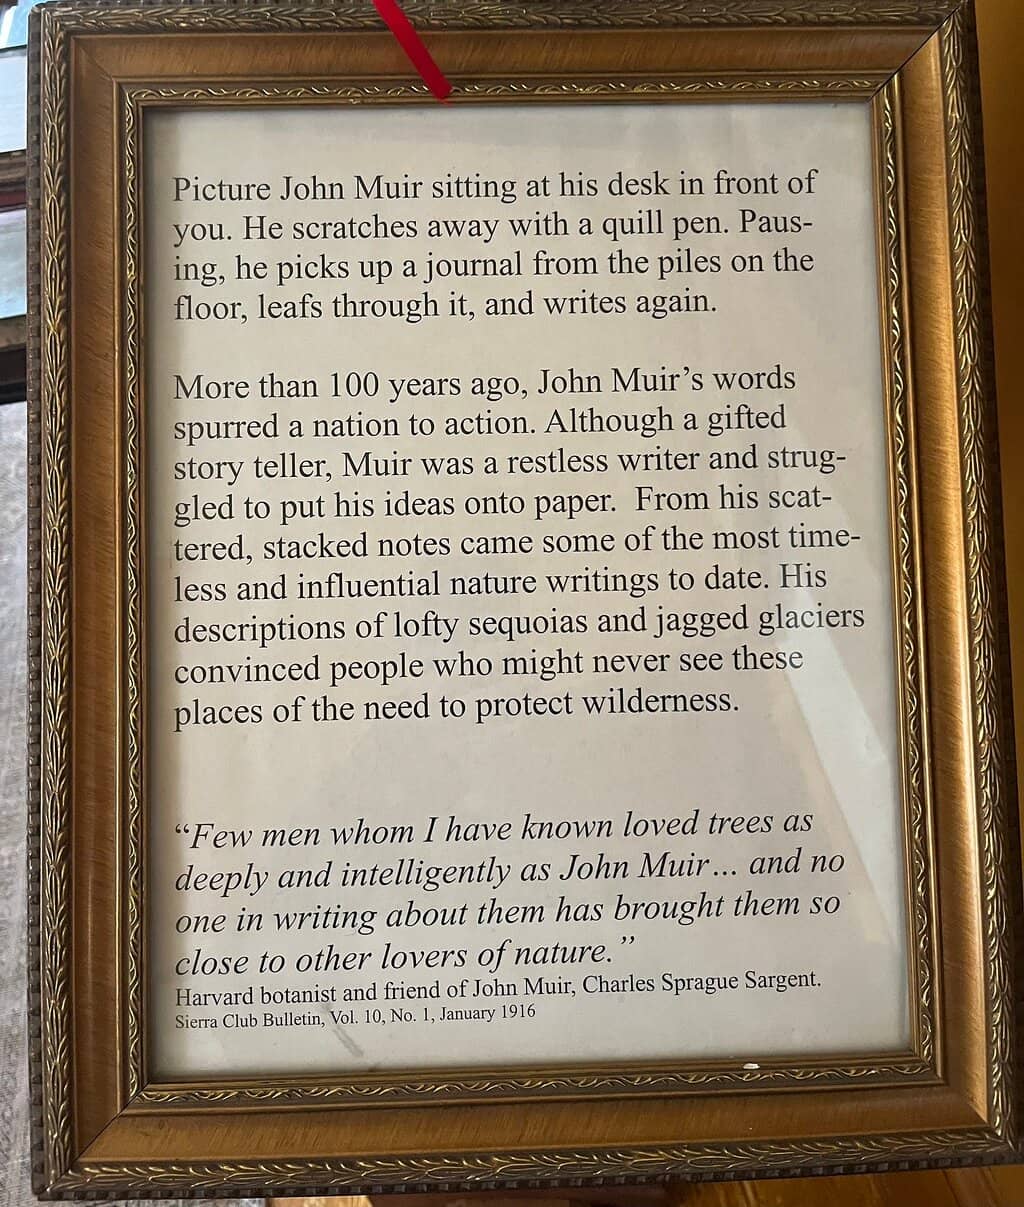 Picture John Muir sitting at his desk in front of
you. He scratches away with a quill pen. Paus-
ing, he picks up a journal from the piles on the
floor, leafs through it, and writes again.
More than 100 years ago, John Muir’s words
spurred a nation to action. Although a gifted
story teller, Muir was a restless writer and strug-
gled to put his ideas onto paper.  From his scat-
tered, stacked notes came some of the most time-
less and influential nature writings to date. His
descriptions of lofty sequoias and jagged glaciers
convinced people who might never see these
places of the need to protect wilderness.
“Few men whom I have known loved trees as
deeply and intelligently as John Muir... and no
one in writing about them has brought them so
close to other lovers of nature.”
Harvard botanist and friend of John Muir, Charles Sprague Sargent.
Sierra Club Bulletin, Vol. 10, No. 1, January 1916